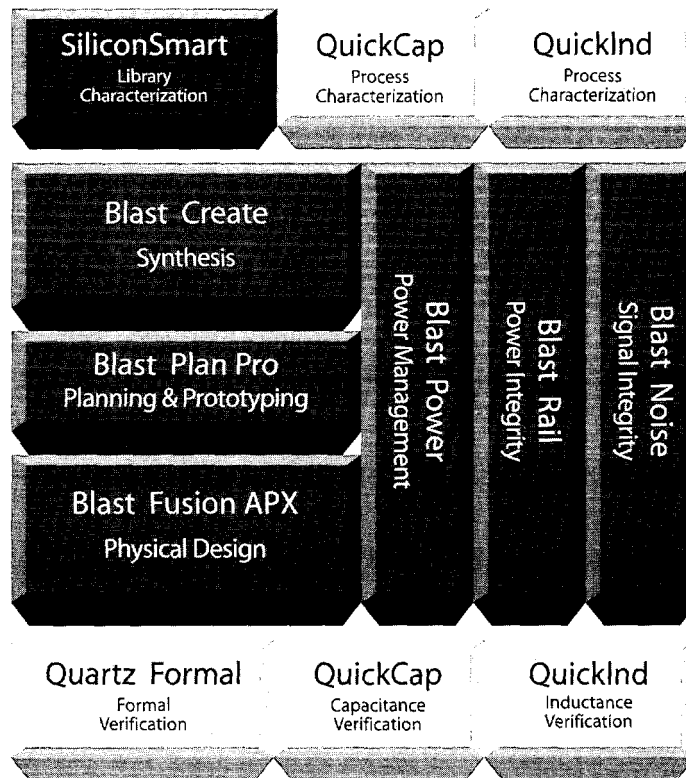 SiliconSmart
Library
Characterization
QuickCap
Process
Characterization
QuickInd
Process
Characterization
Blast Create
Synthesis
Blast Plan Pro
Planning & Prototyping
Blast Fusion APX
Physical Design
Blast Power
Power Management
Blast Rail
Power Integrity
Blast Noise
Signal Integrity
Quartz Formal
Formal
Verification
QuickCap
Capacitance
Verification
QuickInd
Inductance
Verification